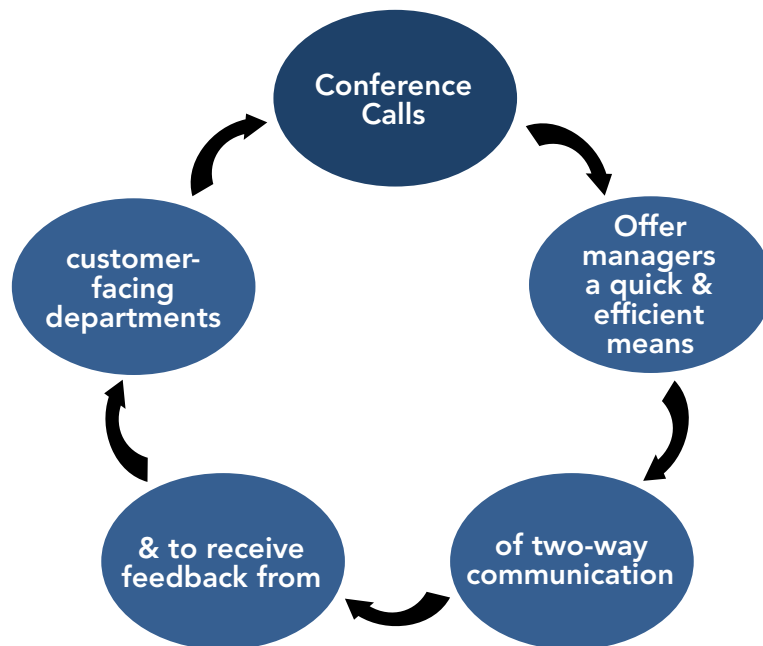 Conference
Calls
Offer
managers
a quick &
efficient
means
of two-way
communication
& to receive
feedback from
customer-
facing
departments